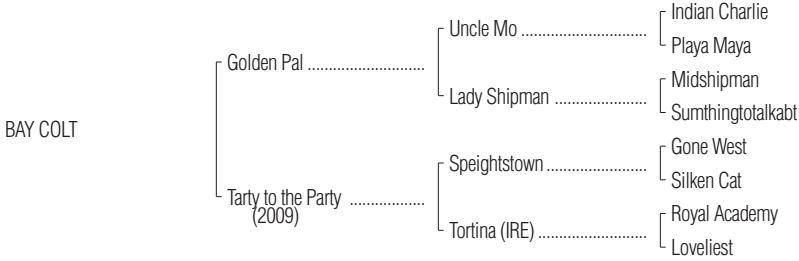 Indian Charlie
Uncle Mo ..............................
Playa Maya
Golden Pal ............................
Midshipman
Lady Shipman ......................
Sumthingtotalkabt
BAY COLT
Gone West
Speightstown ........................
Silken Cat
Tarty to the Party ..................
(2009)
Royal Academy
Tortina (IRE) ..........................
Loveliest